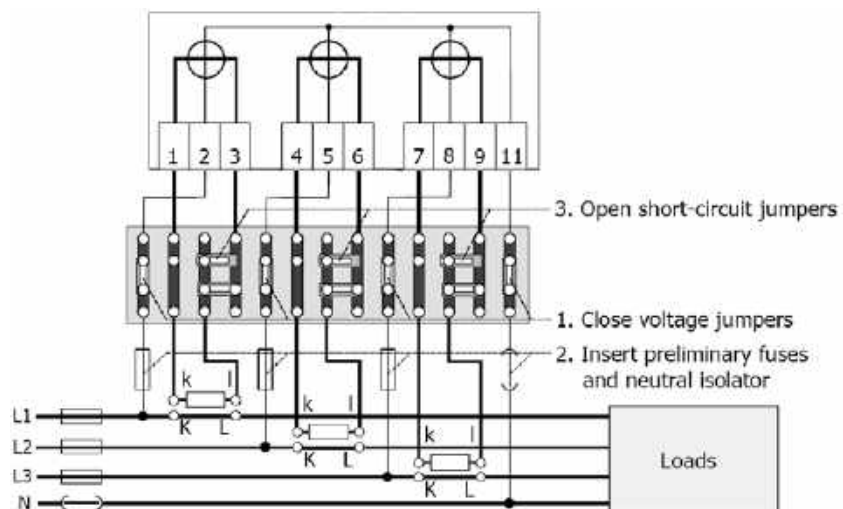 1 2 3 4 5 6 7 8 9 11
3. Open short-circuit jumpers
1. Close voltage jumpers
2. Insert preliminary fuses
and neutral isolator
k l
L1
K L
k l
L2
K L
k l
L3
K L
N
Loads